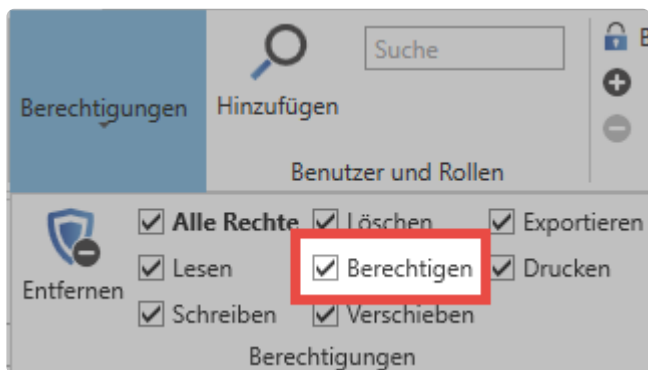 Berechtigungen
Hinzufügen
Suche
Benutzer und Rollen
Entfernen
Alle Rechte Löschen Exportieren
Lesen Berechtigen Drucken
Schreiben Verschieben
Berechtigungen